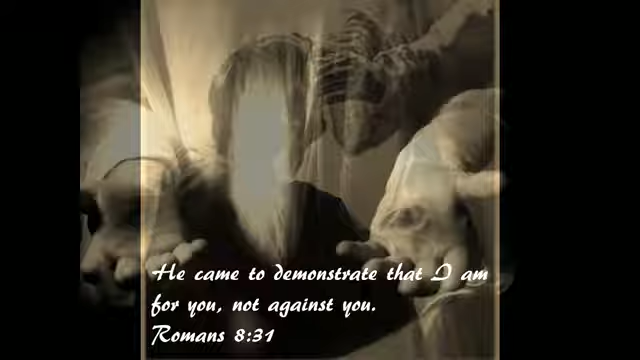 He came to demonstrate that I am
for you, not against you.
Romans 8:31